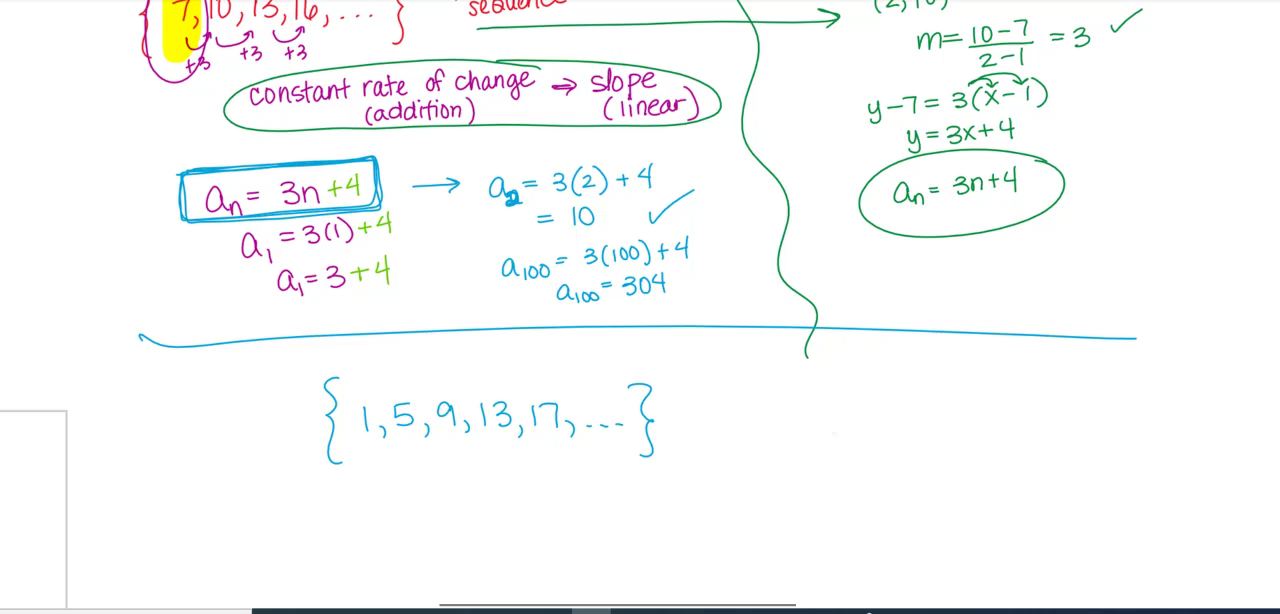 { 7, 10, 13, 16, ... }
sequence
+3 +3 +3
constant rate of change → slope
(addition) (linear)
aₙ = 3n + 4 → a₂ = 3(2) + 4
= 10 ✓
a₁ = 3(1) + 4
a₁ = 3 + 4
a₁₀₀ = 3(100) + 4
a₁₀₀ = 304
m = 10 - 7 / 2 - 1 = 3 ✓
y - 7 = 3(x - 1)
y = 3x + 4
aₙ = 3n + 4
{ 1, 5, 9, 13, 17, ... }